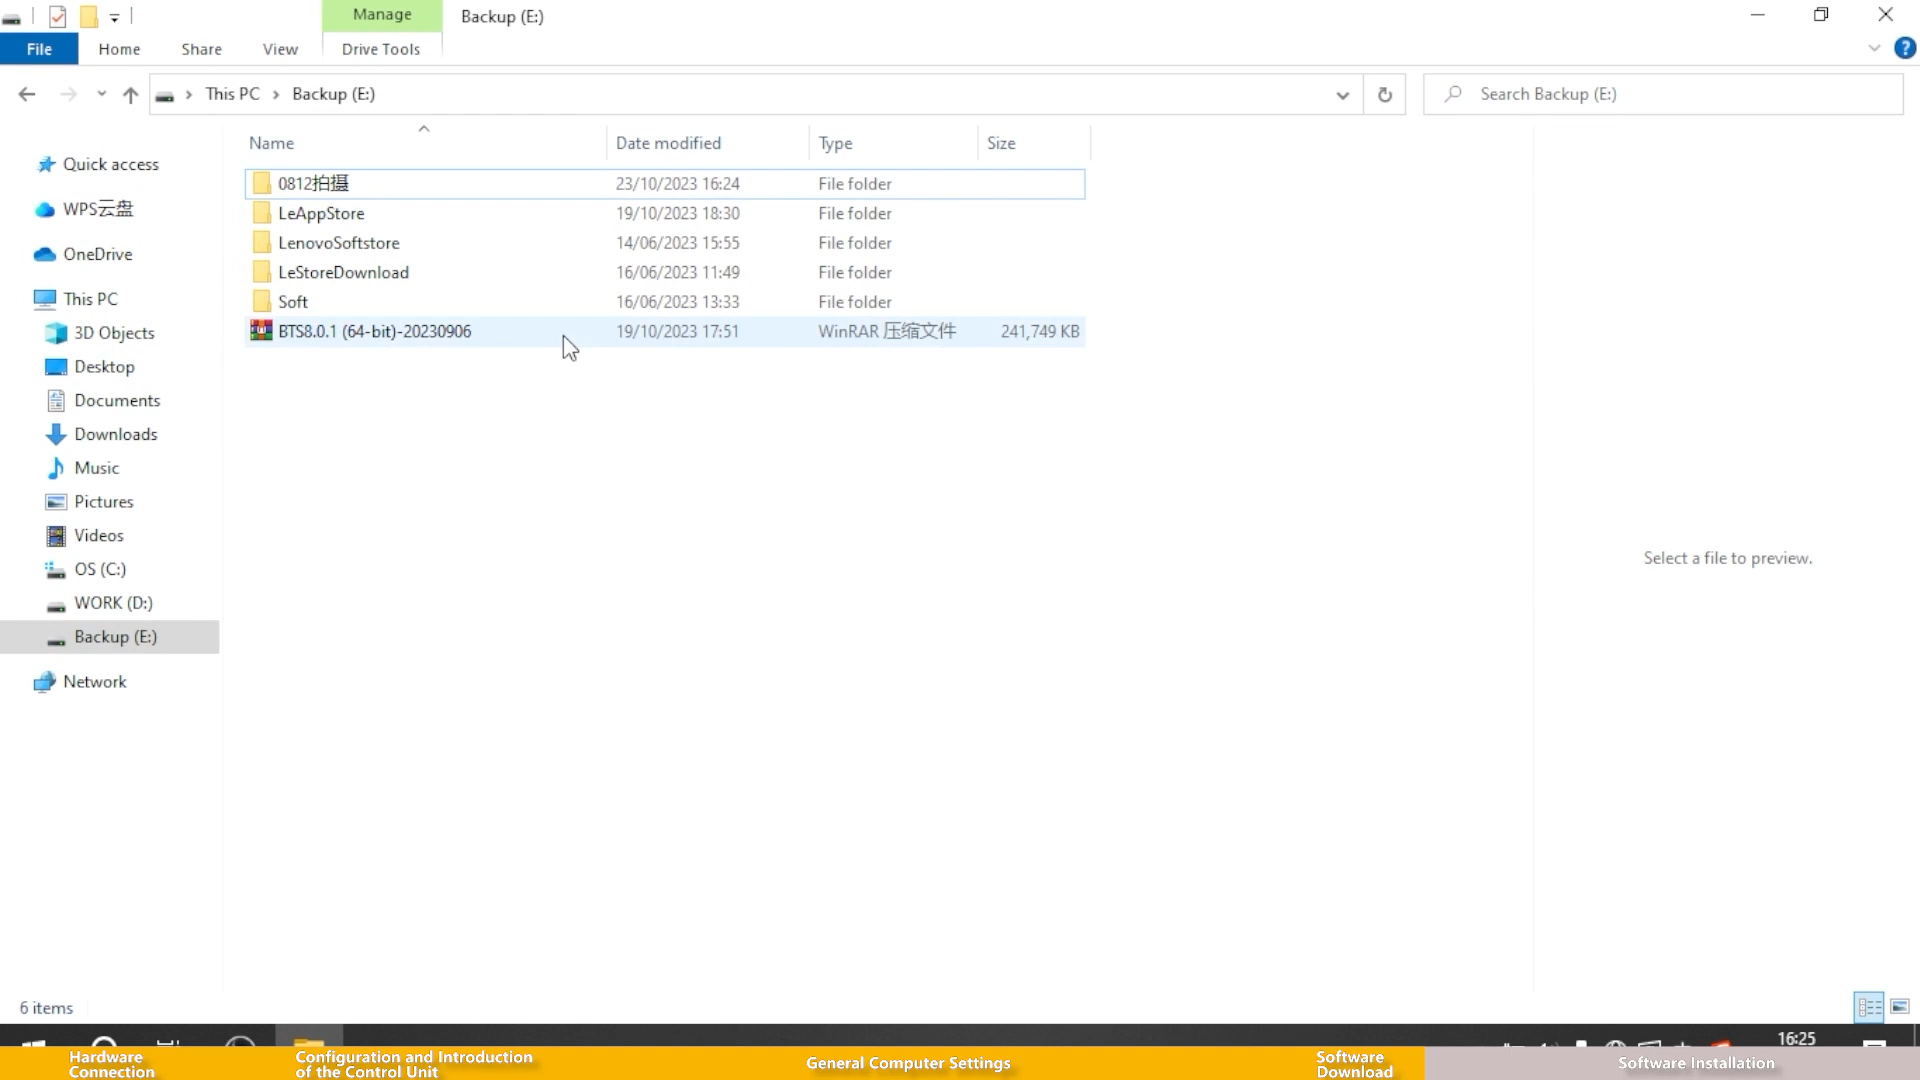 Manage
Backup (E:)
File
Home
Share
View
Drive Tools
This PC
Backup (E:)
Search Backup (E:)
Name
Date modified
Type
Size
Quick access
WPS云盘
OneDrive
This PC
3D Objects
Desktop
Documents
Downloads
Music
Pictures
Videos
OS (C:)
WORK (D:)
Backup (E:)
Network
0812拍摄 23/10/2023 16:24 File folder
LeAppStore 19/10/2023 18:30 File folder
LenovoSoftstore 14/06/2023 15:55 File folder
LeStoreDownload 16/06/2023 11:49 File folder
Soft 16/06/2023 13:33 File folder
BTS8.0.1 (64-bit)-20230906 19/10/2023 17:51 WinRAR 压缩文件 241,749 KB
Select a file to preview.
6 items
16:25
Hardware
Connection
Configuration and Introduction
of the Control Unit
General Computer Settings
Software
Download
Software Installation